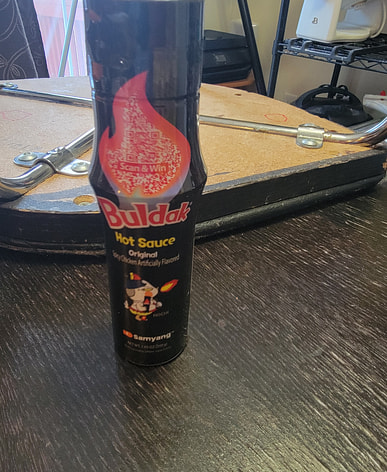 Scan & Win
Buldak
Hot Sauce
Original
Spicy Chicken Artificially Flavored
Samyang